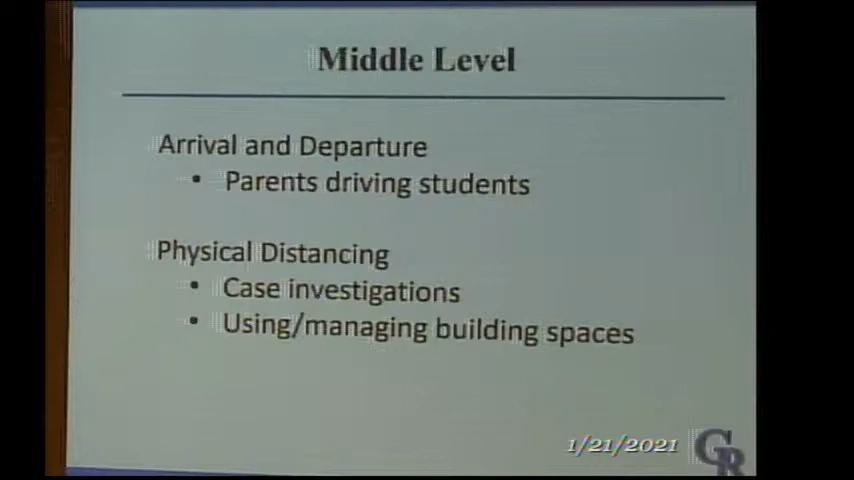 Middle Level
Arrival and Departure
• Parents driving students
Physical Distancing
• Case investigations
• Using/managing building spaces
1/21/2021
GR